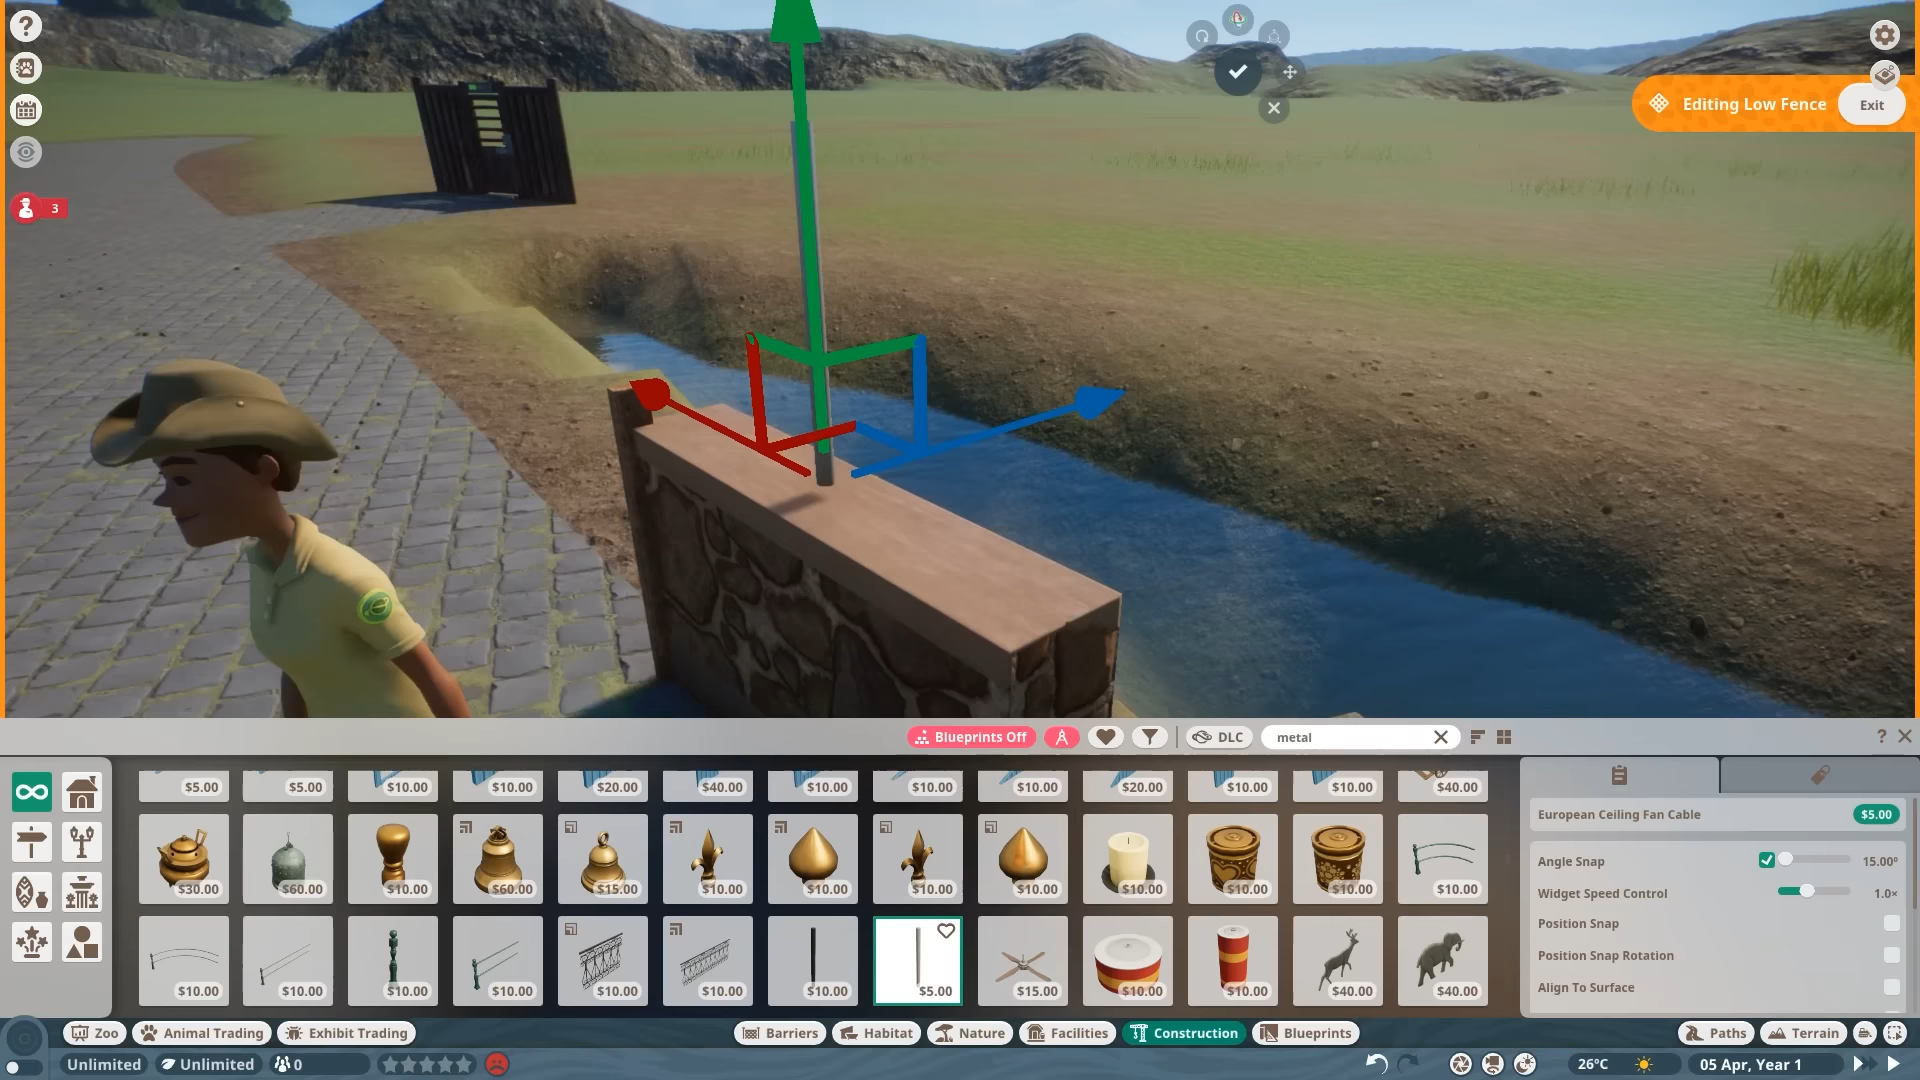 ?
Editing Low Fence
Exit
3
Blueprints Off
DLC
metal
?
$5.00 $5.00 $10.00 $10.00 $20.00 $40.00 $10.00 $10.00 $10.00 $20.00 $10.00 $10.00 $40.00
$30.00 $60.00 $10.00 $60.00 $15.00 $10.00 $10.00 $10.00 $10.00 $10.00 $10.00 $10.00 $10.00
$10.00 $10.00 $10.00 $10.00 $10.00 $10.00 $10.00 $5.00 $15.00 $10.00 $10.00 $40.00 $40.00
European Ceiling Fan Cable $5.00
Angle Snap 15.00°
Widget Speed Control 1.0×
Position Snap
Position Snap Rotation
Align To Surface
Zoo Animal Trading Exhibit Trading Barriers Habitat Nature Facilities Construction Blueprints Paths Terrain
Unlimited Unlimited 0 26°C 05 Apr, Year 1